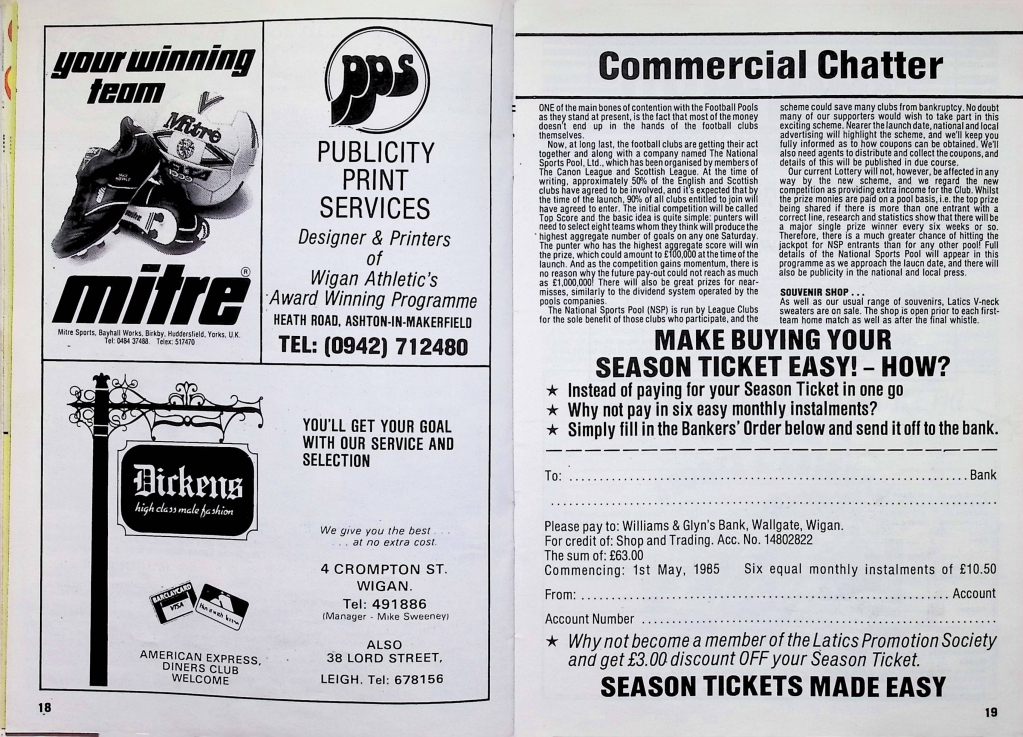 your winning
team
Mitre
mitre®
Mitre Sports, Bayhall Works, Birkby, Huddersfield, Yorks, U.K.
Tel: 0484 37488. Telex: 517470
pps
PUBLICITY
PRINT
SERVICES
Designer & Printers
of
Wigan Athletic's
Award Winning Programme
HEATH ROAD, ASHTON-IN-MAKERFIELD
TEL: (0942) 712480
Dickens
high class male fashion
YOU'LL GET YOUR GOAL
WITH OUR SERVICE AND
SELECTION
We give you the best . . .
. . . at no extra cost.
4 CROMPTON ST.
WIGAN.
Tel: 491886
(Manager - Mike Sweeney)
ALSO
38 LORD STREET,
LEIGH. Tel: 678156
BARCLAYCARD
VISA
AMERICAN EXPRESS,
DINERS CLUB
WELCOME
18
Commercial Chatter
ONE of the main bones of contention with the Football Pools
as they stand at present, is the fact that most of the money
doesn't end up in the hands of the football clubs
themselves.
Now, at long last, the football clubs are getting their act
together and along with a company named The National
Sports Pool, Ltd., which has been organised by members of
The Canon League and Scottish League. At the time of
writing, approximately 50% of the English and Scottish
clubs have agreed to be involved, and it's expected that by
the time of the launch, 90% of all clubs entitled to join will
have agreed to enter. The initial competition will be called
Top Score and the basic idea is quite simple: punters will
need to select eight teams whom they think will produce the
highest aggregate number of goals on any one Saturday.
The punter who has the highest aggregate score will win
the prize, which could amount to £100,000 at the time of the
launch. And as the competition gains momentum, there is
no reason why the future pay-out could not reach as much
as £1,000,000! There will also be great prizes for near-
misses, similarly to the dividend system operated by the
pools companies.
The National Sports Pool (NSP) is run by League Clubs
for the sole benefit of those clubs who participate, and the
scheme could save many clubs from bankruptcy. No doubt
many of our supporters would wish to take part in this
exciting scheme. Nearer the launch date, national and local
advertising will highlight the scheme, and we'll keep you
fully informed as to how coupons can be obtained. We'll
also need agents to distribute and collect the coupons, and
details of this will be published in due course.
Our current Lottery will not, however, be affected in any
way by the new scheme, and we regard the new
competition as providing extra income for the Club. Whilst
the prize monies are paid on a pool basis, i.e. the top prize
being shared if there is more than one entrant with a
correct line, research and statistics show that there will be
a major single prize winner every six weeks or so.
Therefore, there is a much greater chance of hitting the
jackpot for NSP entrants than for any other pool! Full
details of the National Sports Pool will appear in this
programme as we approach the laucn date, and there will
also be publicity in the national and local press.
SOUVENIR SHOP . . .
As well as our usual range of souvenirs, Latics V-neck
sweaters are on sale. The shop is open prior to each first-
team home match as well as after the final whistle.
MAKE BUYING YOUR
SEASON TICKET EASY! – HOW?
★ Instead of paying for your Season Ticket in one go
★ Why not pay in six easy monthly instalments?
★ Simply fill in the Bankers' Order below and send it off to the bank.
To: ........ Bank
Please pay to: Williams & Glyn's Bank, Wallgate, Wigan.
For credit of: Shop and Trading. Acc. No. 14802822
The sum of: £63.00
Commencing: 1st May, 1985 Six equal monthly instalments of £10.50
From: ........ Account
Account Number ........
★ Why not become a member of the Latics Promotion Society
and get £3.00 discount OFF your Season Ticket.
SEASON TICKETS MADE EASY
19